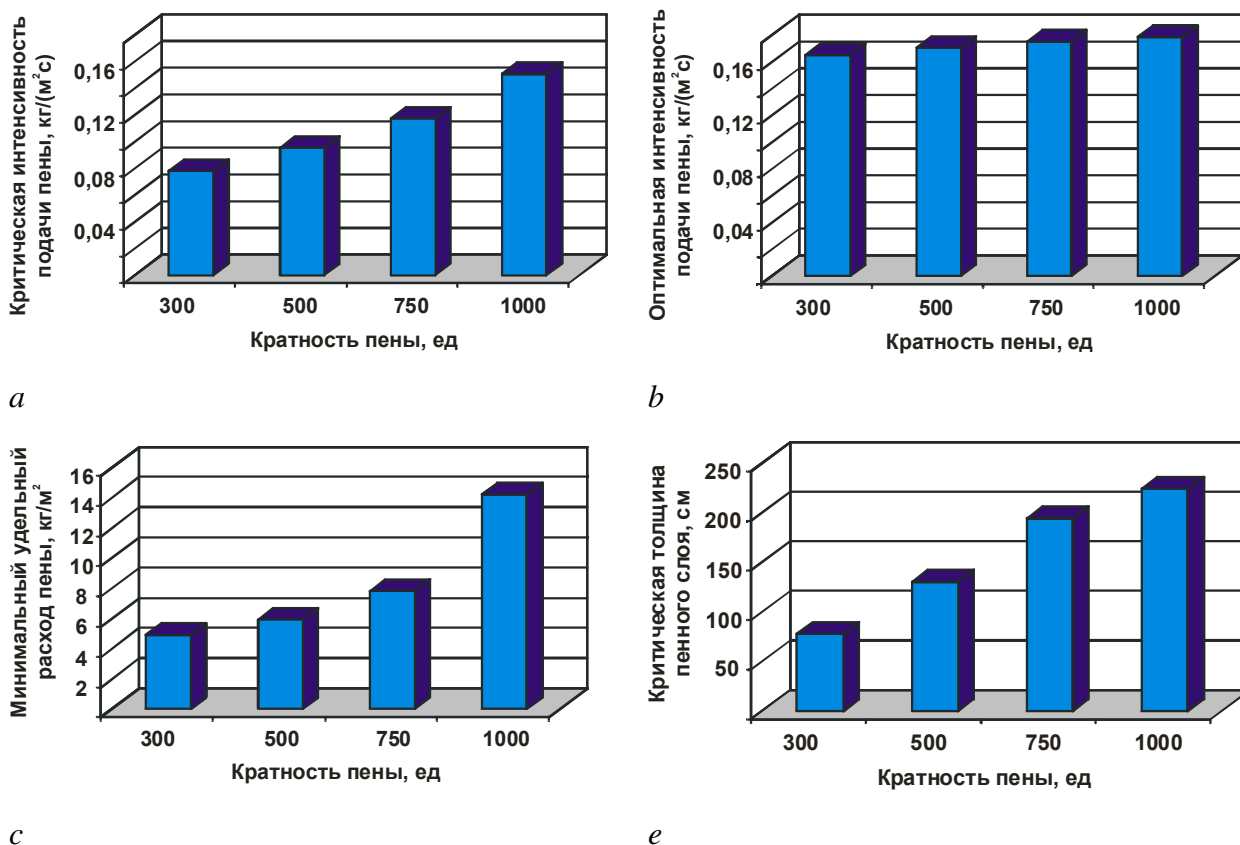 Критическая интенсивность
подачи пены, кг/(м²с)
0,16
0,12
0,08
0,04
300 500 750 1000
Кратность пены, ед
a
Оптимальная интенсивность
подачи пены, кг/(м²с)
0,16
0,12
0,08
0,04
300 500 750 1000
Кратность пены, ед
b
Минимальный удельный
расход пены, кг/м²
16
14
12
10
8
6
4
2
300 500 750 1000
Кратность пены, ед
c
Критическая толщина
пенного слоя, см
250
200
150
100
50
300 500 750 1000
Кратность пены, ед
e